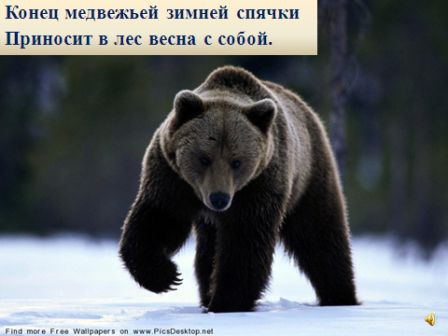 Конец медвежьей зимней спячки
Приносит в лес весна с собой.
Find more Free Wallpapers on www.PicsDesktop.net